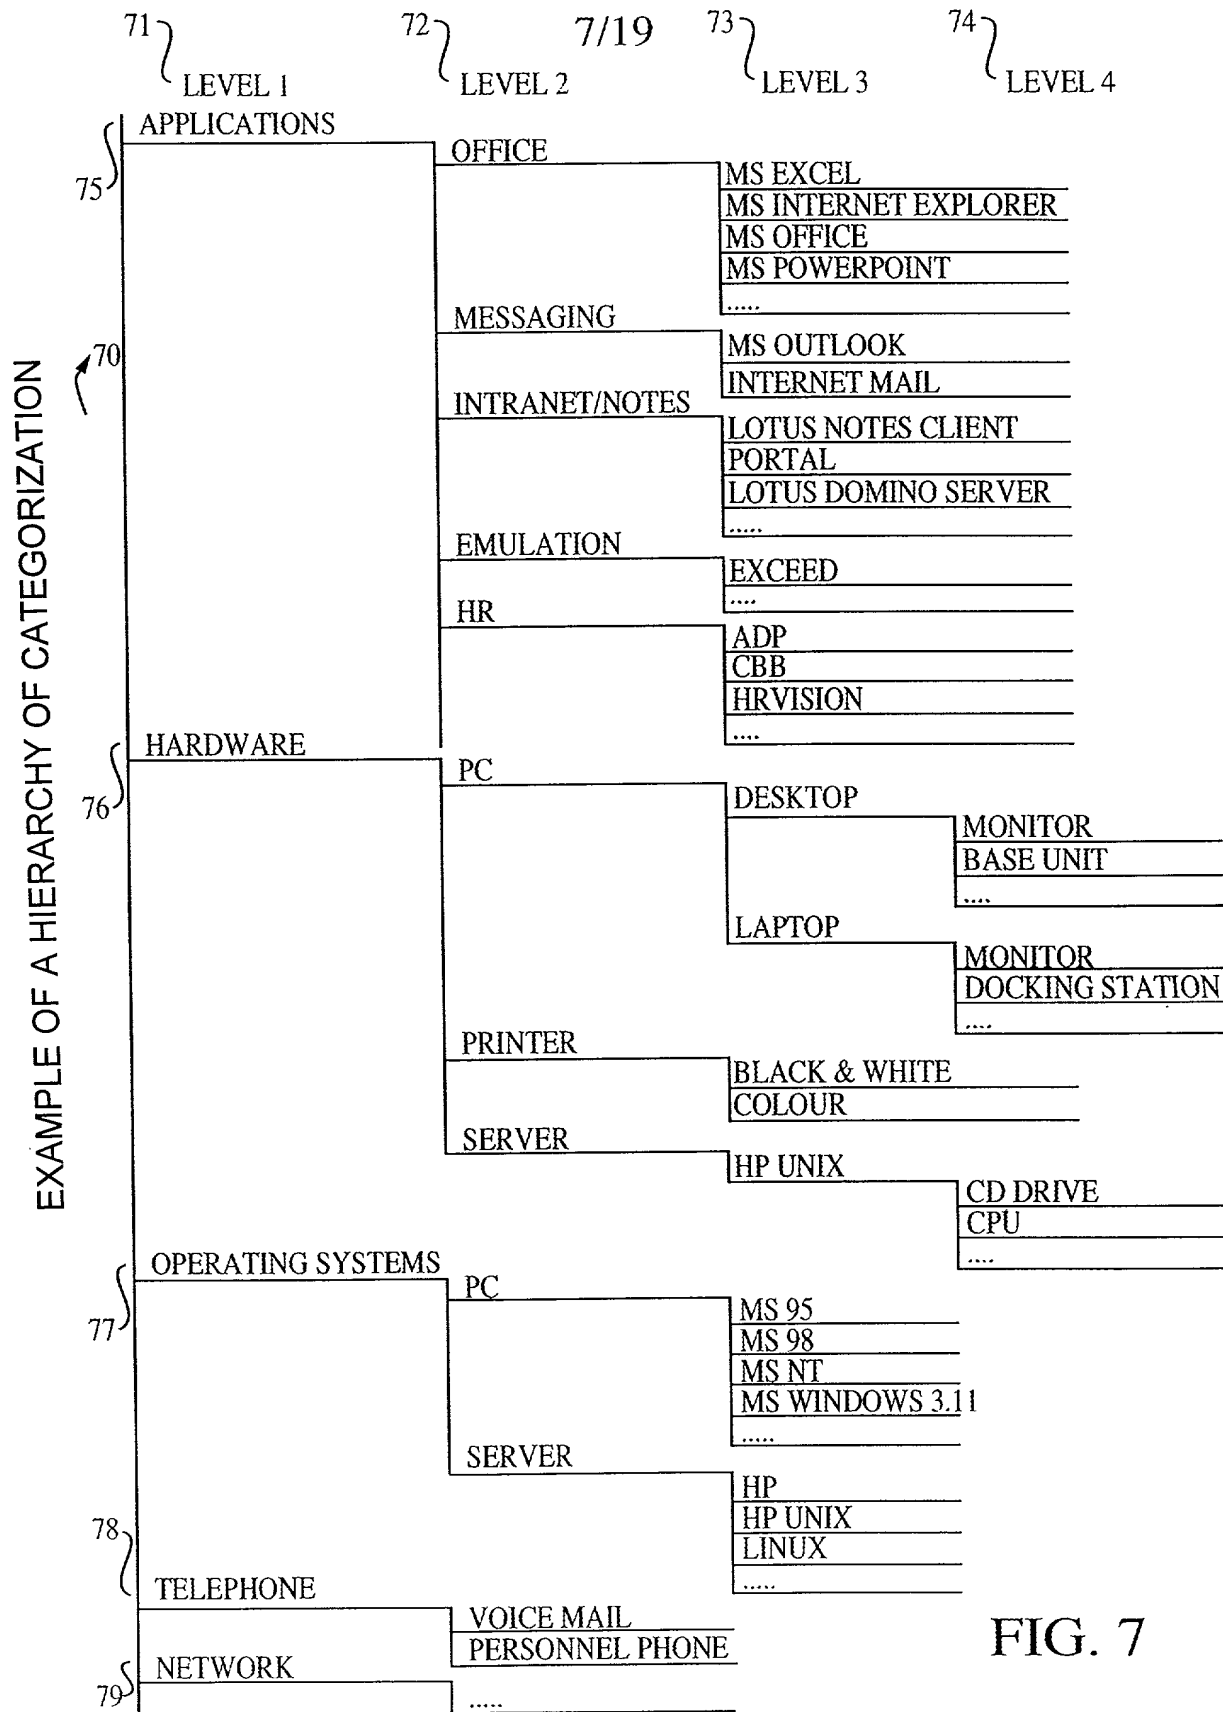 7/19
71 72 73 74
LEVEL 1 LEVEL 2 LEVEL 3 LEVEL 4
EXAMPLE OF A HIERARCHY OF CATEGORIZATION
70
75
APPLICATIONS
OFFICE
MS EXCEL
MS INTERNET EXPLORER
MS OFFICE
MS POWERPOINT
.....
MESSAGING
MS OUTLOOK
INTERNET MAIL
INTRANET/NOTES
LOTUS NOTES CLIENT
PORTAL
LOTUS DOMINO SERVER
.....
EMULATION
EXCEED
....
HR
ADP
CBB
HRVISION
....
76
HARDWARE
PC
DESKTOP
MONITOR
BASE UNIT
....
LAPTOP
MONITOR
DOCKING STATION
....
PRINTER
BLACK & WHITE
COLOUR
SERVER
HP UNIX
CD DRIVE
CPU
....
77
OPERATING SYSTEMS
PC
MS 95
MS 98
MS NT
MS WINDOWS 3.11
.....
SERVER
HP
HP UNIX
LINUX
.....
78
TELEPHONE
VOICE MAIL
PERSONNEL PHONE
79
NETWORK
.....
FIG. 7